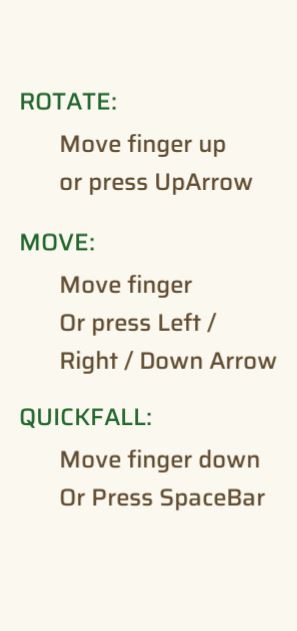 ROTATE:
Move finger up
or press UpArrow
MOVE:
Move finger
Or press Left /
Right / Down Arrow
QUICKFALL:
Move finger down
Or Press SpaceBar